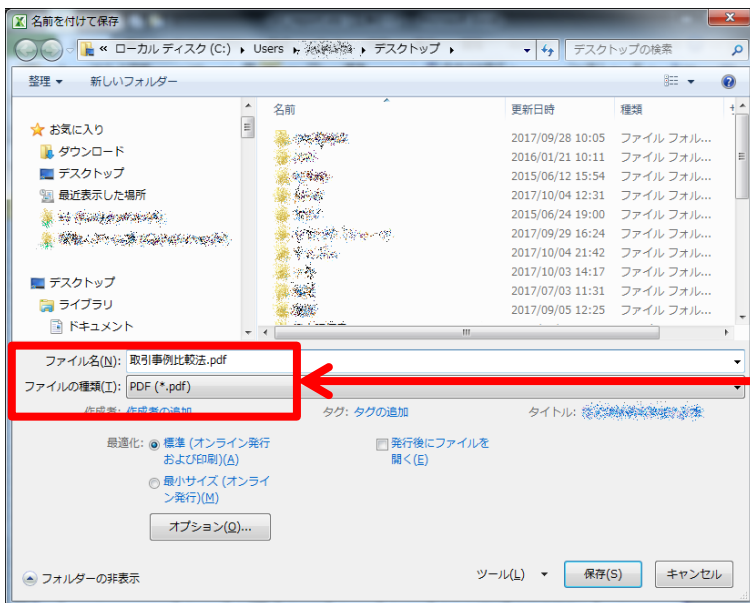 名前を付けて保存
« ローカル ディスク (C:) ▸ Users ▸ ▸ デスクトップ ▸ デスクトップの検索
整理 ▼ 新しいフォルダー
名前 更新日時 種類
お気に入り
ダウンロード
デスクトップ
最近表示した場所
デスクトップ
ライブラリ
ドキュメント
2017/09/28 10:05 ファイル フォル...
2016/01/21 10:11 ファイル フォル...
2015/06/12 15:54 ファイル フォル...
2017/10/04 12:31 ファイル フォル...
2015/06/24 19:00 ファイル フォル...
2017/09/29 16:24 ファイル フォル...
2017/10/04 21:42 ファイル フォル...
2017/10/03 14:17 ファイル フォル...
2017/07/03 11:31 ファイル フォル...
2017/09/05 12:25 ファイル フォル...
ファイル名(N): 取引事例比較法.pdf
ファイルの種類(T): PDF (*.pdf)
作成者: 作成者の追加 タグ: タグの追加 タイトル:
最適化: 標準 (オンライン発行
および印刷)(A)
最小サイズ (オンライ
ン発行)(M)
発行後にファイルを
開く(E)
オプション(O)...
フォルダーの非表示 ツール(L) ▼ 保存(S) キャンセル